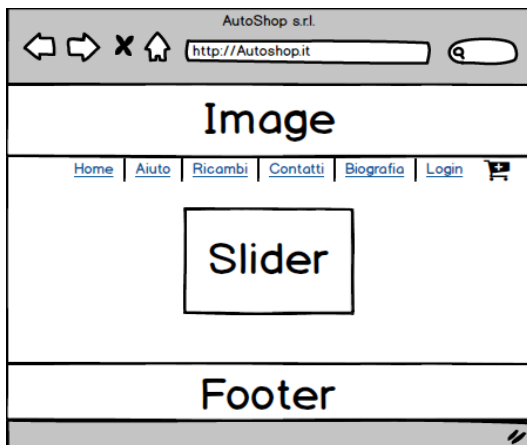 AutoShop s.r.l.
http://Autoshop.it
Image
Home Aiuto Ricambi Contatti Biografia Login
Slider
Footer